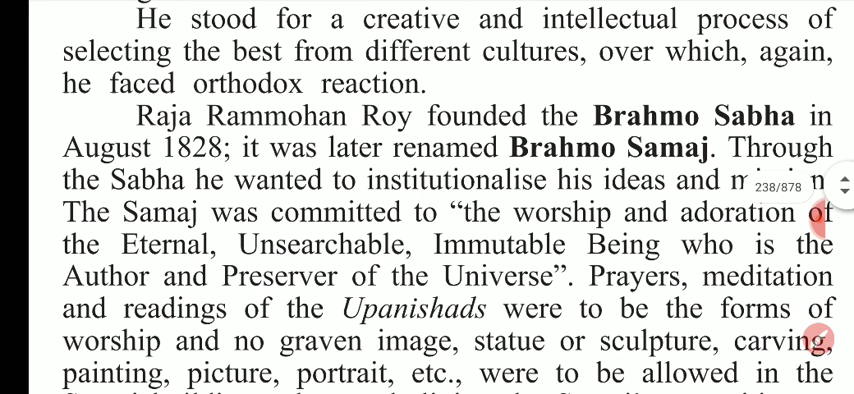 He stood for a creative and intellectual process of
selecting the best from different cultures, over which, again,
he faced orthodox reaction.
Raja Rammohan Roy founded the Brahmo Sabha in
August 1828; it was later renamed Brahmo Samaj. Through
the Sabha he wanted to institutionalise his ideas and
238/878
The Samaj was committed to “the worship and adoration of
the Eternal, Unsearchable, Immutable Being who is the
Author and Preserver of the Universe”. Prayers, meditation
and readings of the Upanishads were to be the forms of
worship and no graven image, statue or sculpture, carving,
painting, picture, portrait, etc., were to be allowed in the